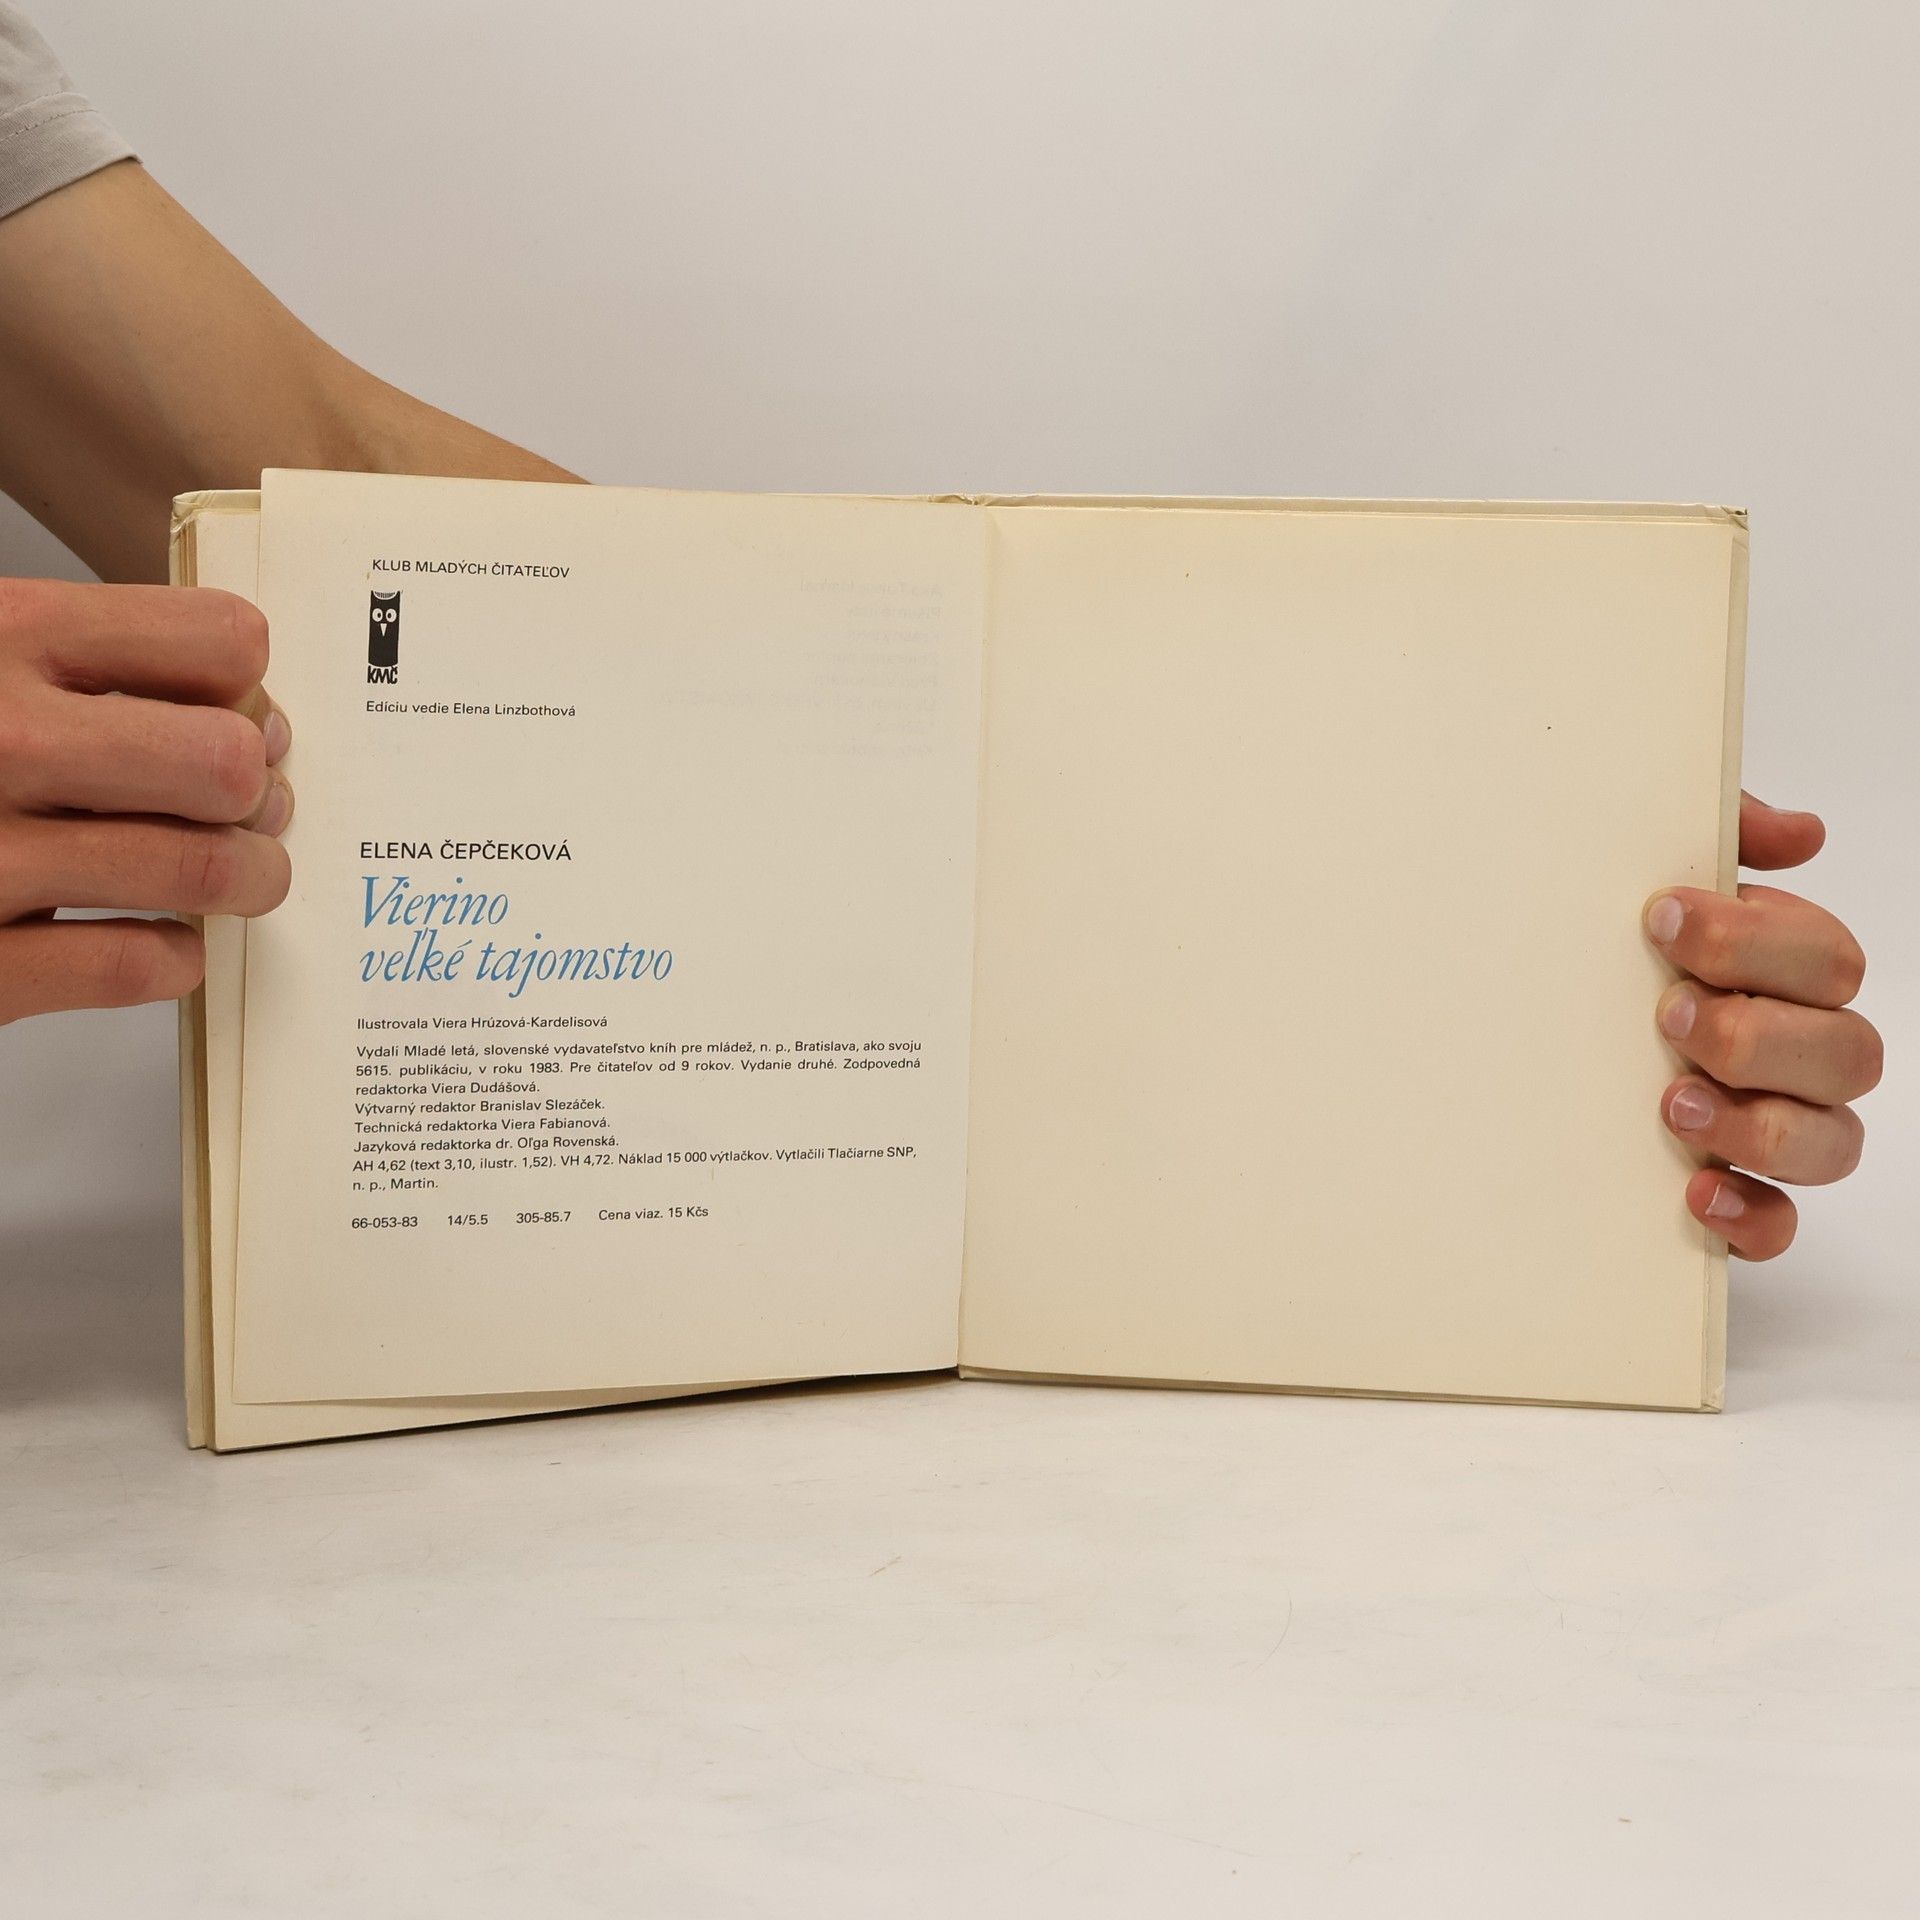 KLUB MLADÝCH ČITATEĽOV
KMČ
Edíciu vedie Elena Linzbothová
ELENA ČEPČEKOVÁ
Vierino
veľké tajomstvo
Ilustrovala Viera Hrúzová-Kardelisová
Vydali Mladé letá, slovenské vydavateľstvo kníh pre mládež, n. p., Bratislava, ako svoju
5615. publikáciu, v roku 1983. Pre čitateľov od 9 rokov. Vydanie druhé. Zodpovedná
redaktorka Viera Dudášová.
Výtvarný redaktor Branislav Slezáček.
Technická redaktorka Viera Fabianová.
Jazyková redaktorka dr. Oľga Rovenská.
AH 4,62 (text 3,10, ilustr. 1,52). VH 4,72. Náklad 15 000 výtlačkov. Vytlačili Tlačiarne SNP,
n. p., Martin.
66-053-83 14/5.5 305-85.7 Cena viaz. 15 Kčs